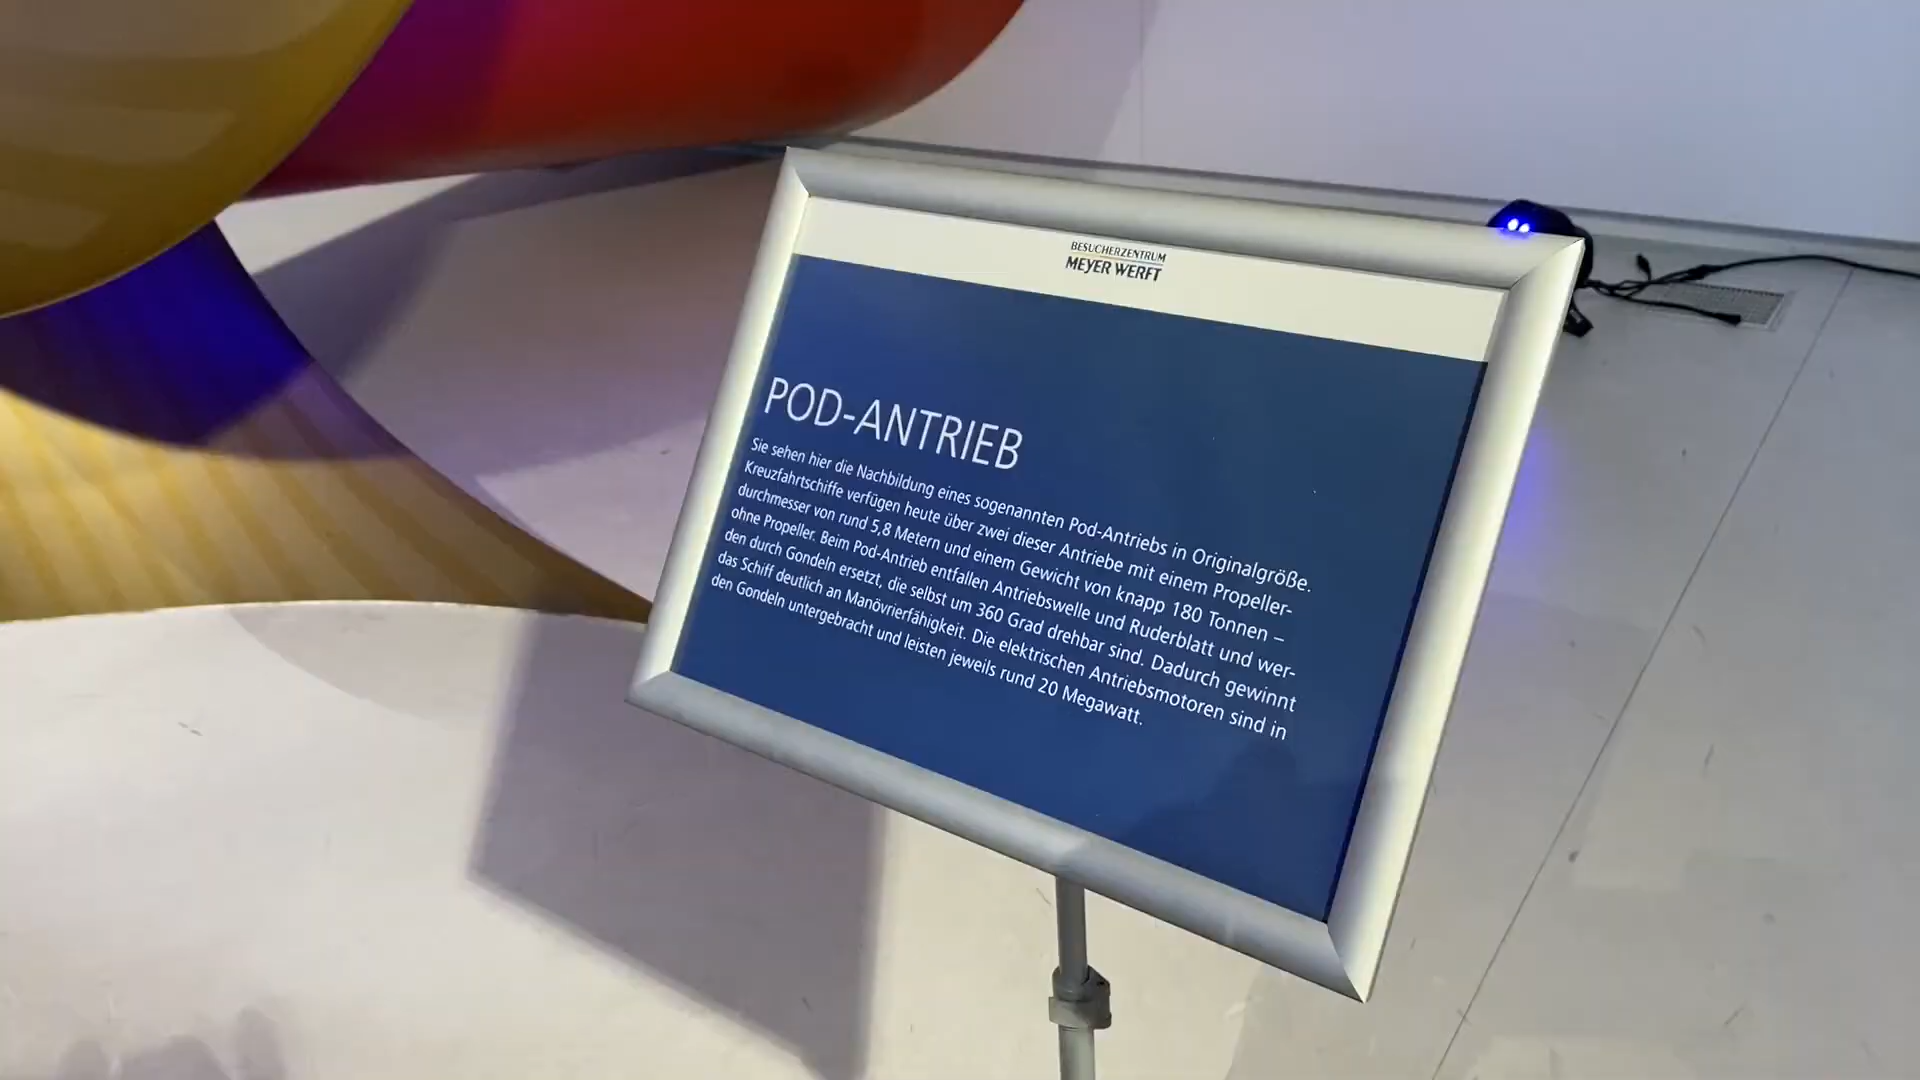 BESUCHERZENTRUM
MEYER WERFT
POD-ANTRIEB
Sie sehen hier die Nachbildung eines sogenannten Pod-Antriebs in Originalgröße.
Kreuzfahrtschiffe verfügen heute über zwei dieser Antriebe mit einem Propeller-
durchmesser von rund 5,8 Metern und einem Gewicht von knapp 180 Tonnen –
ohne Propeller. Beim Pod-Antrieb entfallen Antriebswelle und Ruderblatt und wer-
den durch Gondeln ersetzt, die selbst um 360 Grad drehbar sind. Dadurch gewinnt
das Schiff deutlich an Manövrierfähigkeit. Die elektrischen Antriebsmotoren sind in
den Gondeln untergebracht und leisten jeweils rund 20 Megawatt.